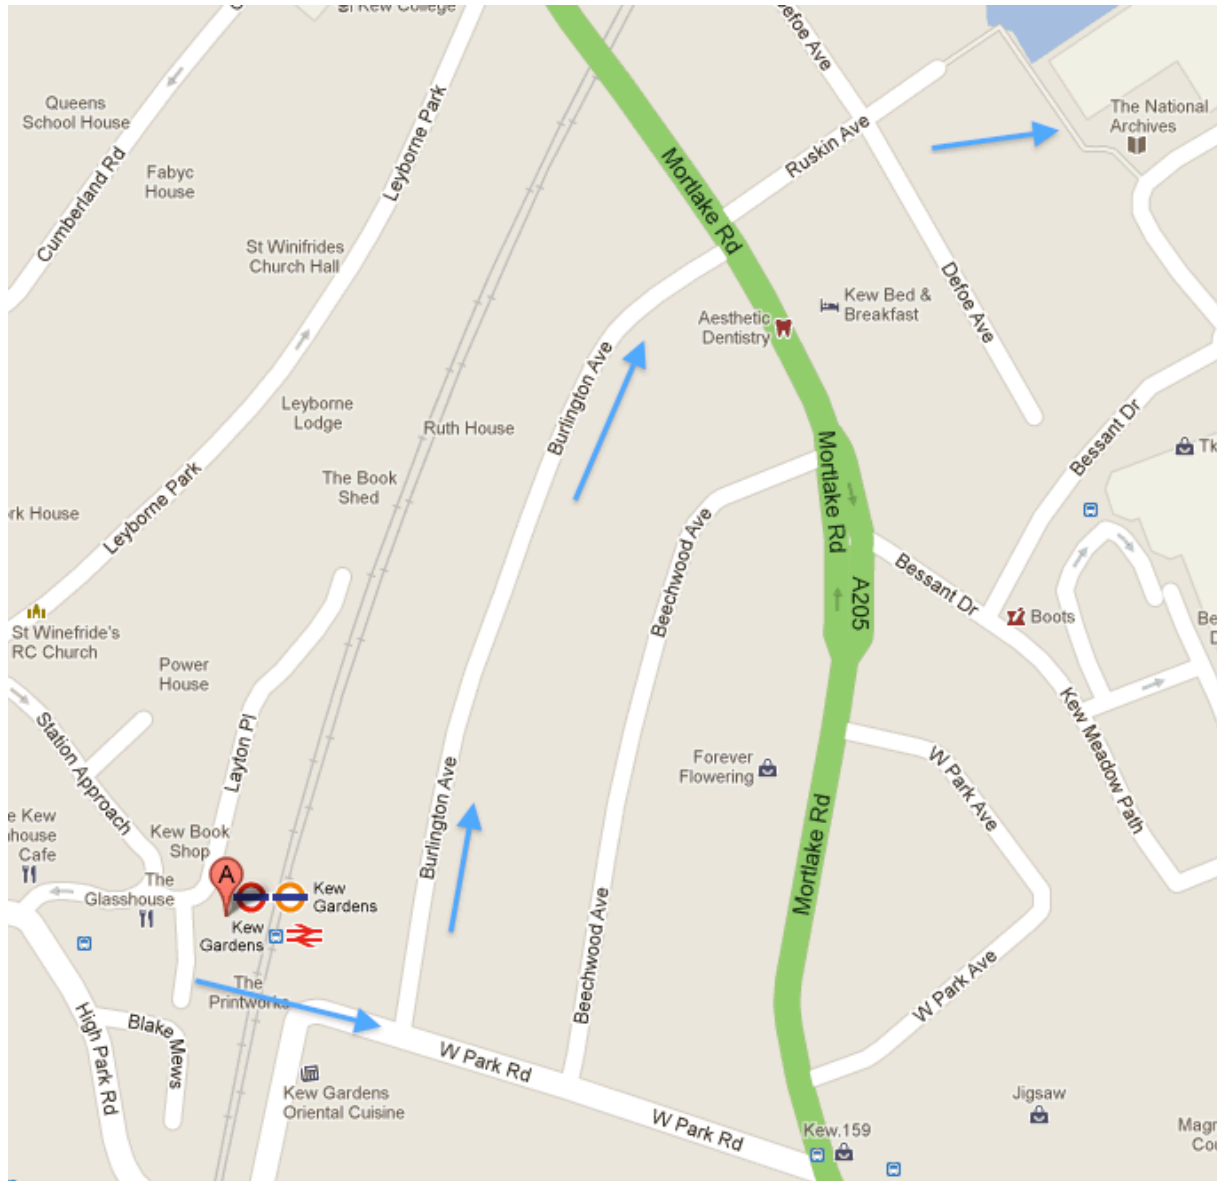 Kew College
Defoe Ave
Queens
School House
Leyborne Park
The National
Archives
Ruskin Ave
Fabyc
House
Cumberland Rd
Mortlake Rd
St Winifrides
Church Hall
Defoe Ave
Kew Bed &
Breakfast
Aesthetic
Dentistry
Burlington Ave
Leyborne
Lodge
Ruth House
Bessant Dr
Mortlake Rd
The Book
Shed
Leyborne Park
rk House
Beechwood Ave
Bessant Dr
A205
Boots
St Winefride's
RC Church
Power
House
Kew Meadow Path
Station Approach
Layton Pl
Forever
Flowering
W Park Ave
Burlington Ave
Mortlake Rd
e Kew
house
Cafe
Kew Book
Shop
A
The
Glasshouse
Kew
Gardens
Kew
Gardens
Beechwood Ave
W Park Ave
The
Printworks
High Park Rd
Blake Mews
W Park Rd
Kew Gardens
Oriental Cuisine
Jigsaw
W Park Rd
Kew,159